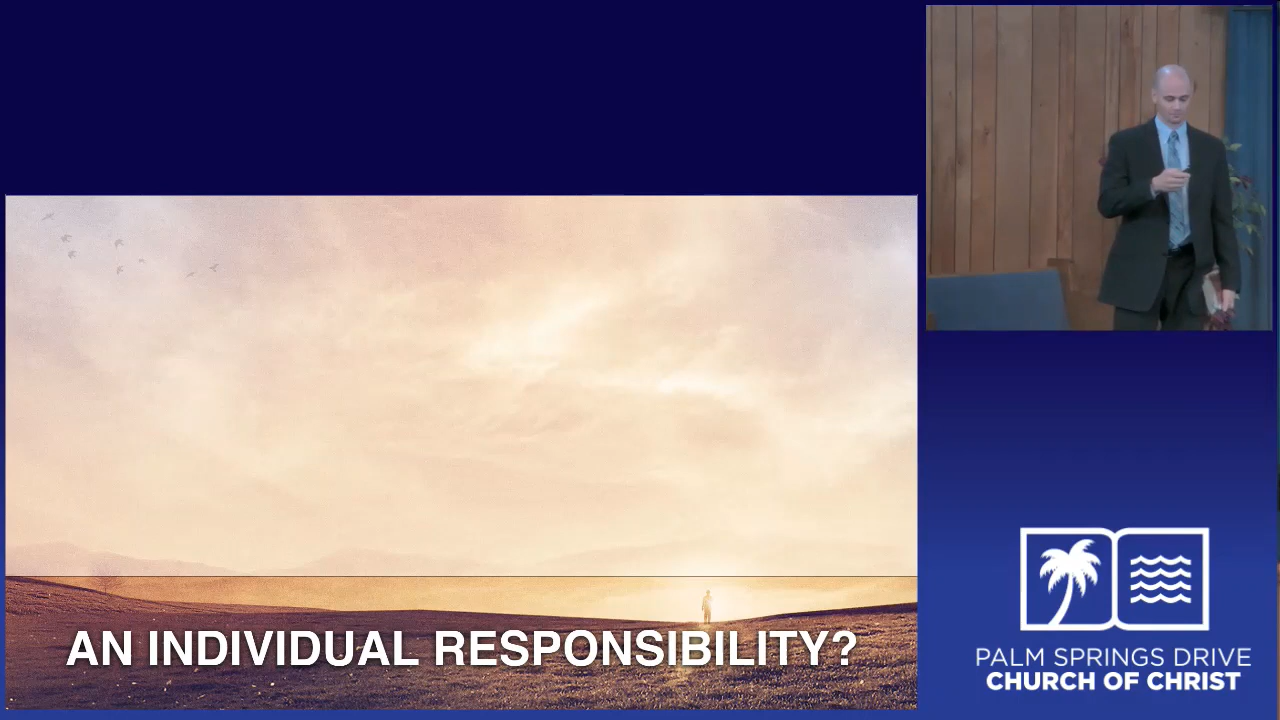 AN INDIVIDUAL RESPONSIBILITY?
PALM SPRINGS DRIVE
CHURCH OF CHRIST